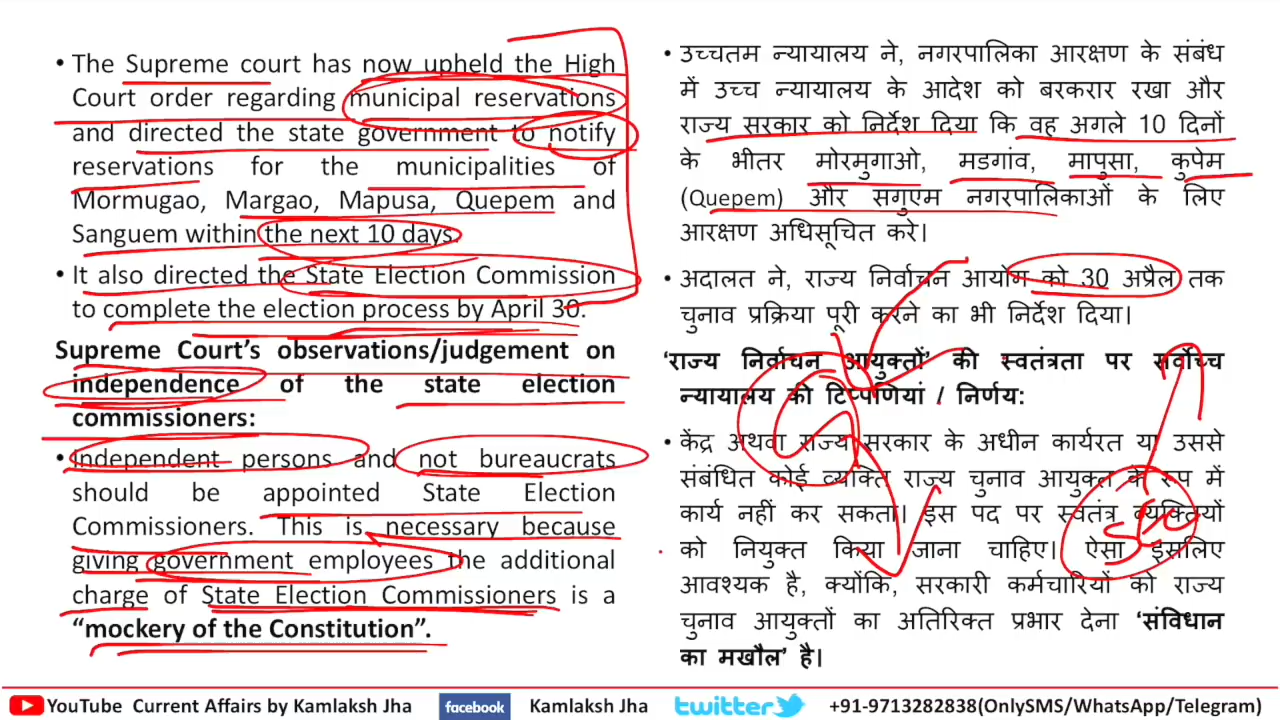 • The Supreme court has now upheld the High
Court order regarding municipal reservations
and directed the state government to notify
reservations for the municipalities of
Mormugao, Margao, Mapusa, Quepem and
Sanguem within the next 10 days.
• It also directed the State Election Commission
to complete the election process by April 30.
Supreme Court's observations/judgement on
independence of the state election
commissioners:
• Independent persons and not bureaucrats
should be appointed State Election
Commissioners. This is necessary because
giving government employees the additional
charge of State Election Commissioners is a
“mockery of the Constitution”.
• उच्चतम न्यायालय ने, नगरपालिका आरक्षण के संबंध
में उच्च न्यायालय के आदेश को बरकरार रखा और
राज्य सरकार को निर्देश दिया कि वह अगले 10 दिनों
के भीतर मोरमुगाओ, मडगांव, मापुसा, कुपेम
(Quepem) और सगुएम नगरपालिकाओं के लिए
आरक्षण अधिसूचित करे।
• अदालत ने, राज्य निर्वाचन आयोग को 30 अप्रैल तक
चुनाव प्रक्रिया पूरी करने का भी निर्देश दिया।
‘राज्य निर्वाचन आयुक्तों’ की स्वतंत्रता पर सर्वोच्च
न्यायालय की टिप्पणियां / निर्णय:
• केंद्र अथवा राज्य सरकार के अधीन कार्यरत या उससे
संबंधित कोई व्यक्ति राज्य चुनाव आयुक्त के रूप में
कार्य नहीं कर सकता। इस पद पर स्वतंत्र व्यक्तियों
को नियुक्त किया जाना चाहिए। ऐसा इसलिए
आवश्यक है, क्योंकि, सरकारी कर्मचारियों को राज्य
चुनाव आयुक्तों का अतिरिक्त प्रभार देना ‘संविधान
का मखौल’ है।
SEC
YouTube Current Affairs by Kamlaksh Jha
facebook Kamlaksh Jha
twitter +91-9713282838(OnlySMS/WhatsApp/Telegram)